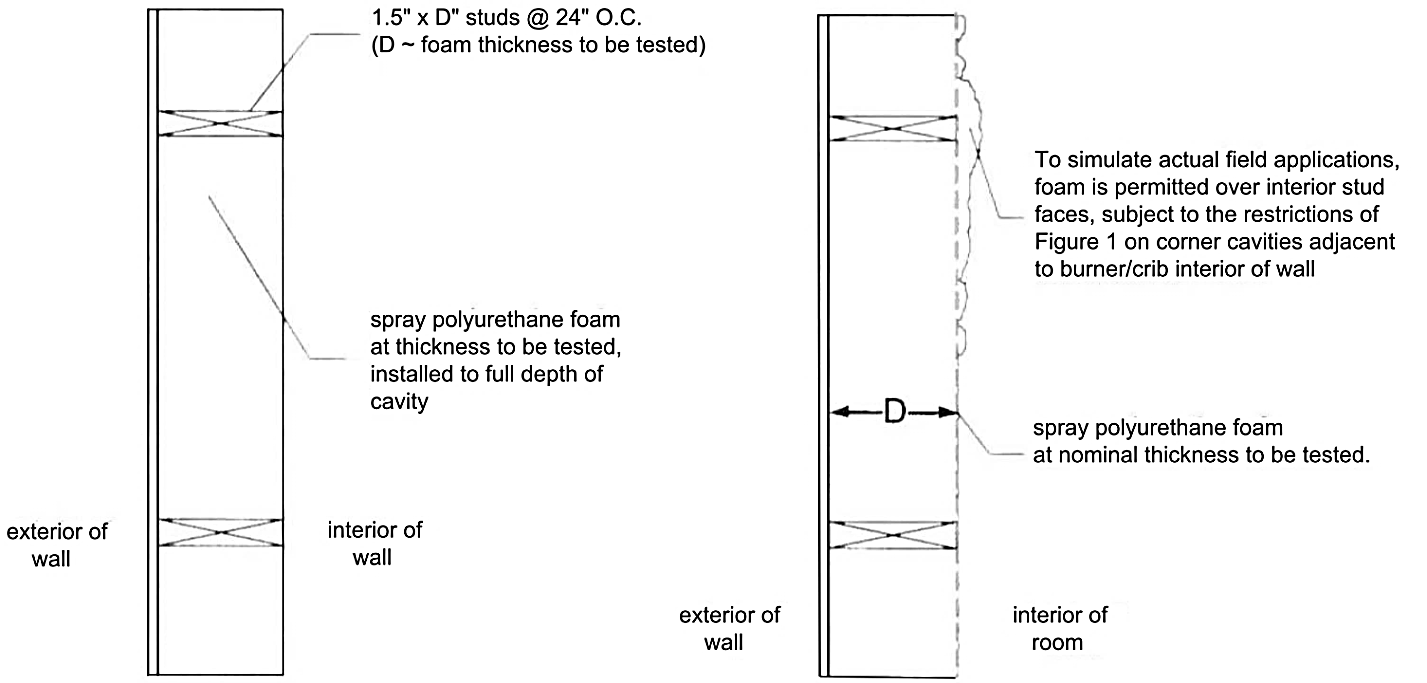 1.5" x D" studs @ 24" O.C.
(D ~ foam thickness to be tested)
spray polyurethane foam
at thickness to be tested,
installed to full depth of
cavity
exterior of
wall
interior of
wall
To simulate actual field applications,
foam is permitted over interior stud
faces, subject to the restrictions of
Figure 1 on corner cavities adjacent
to burner/crib interior of wall
D
spray polyurethane foam
at nominal thickness to be tested.
exterior of
wall
interior of
room